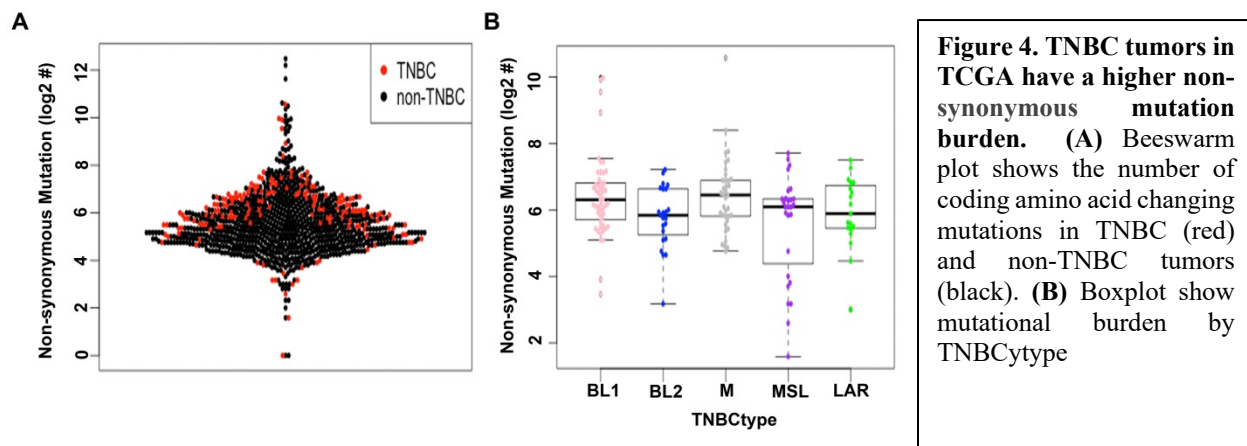 A
Non-synonymous Mutation (log2 #)
12
10
8
6
4
2
0
TNBC
non-TNBC
B
Non-synonymous Mutation (log2 #)
10
8
6
4
2
BL1 BL2 M MSL LAR
TNBCtype
Figure 4. TNBC tumors in
TCGA have a higher non-
synonymous mutation
burden. (A) Beeswarm
plot shows the number of
coding amino acid changing
mutations in TNBC (red)
and non-TNBC tumors
(black). (B) Boxplot show
mutational burden by
TNBCytype